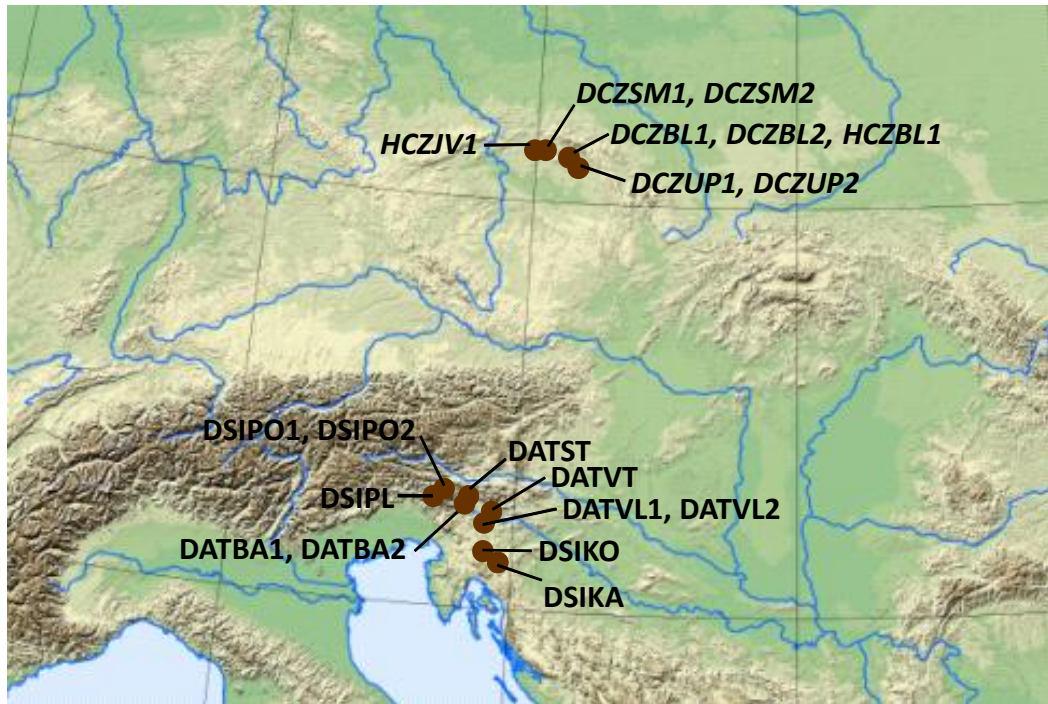 DCZSM1, DCZSM2
HCZJV1
DCZBL1, DCZBL2, HCZBL1
DCZUP1, DCZUP2
DSIPO1, DSIPO2
DATST
DATVT
DSIPL
DATVL1, DATVL2
DATBA1, DATBA2
DSIKO
DSIKA